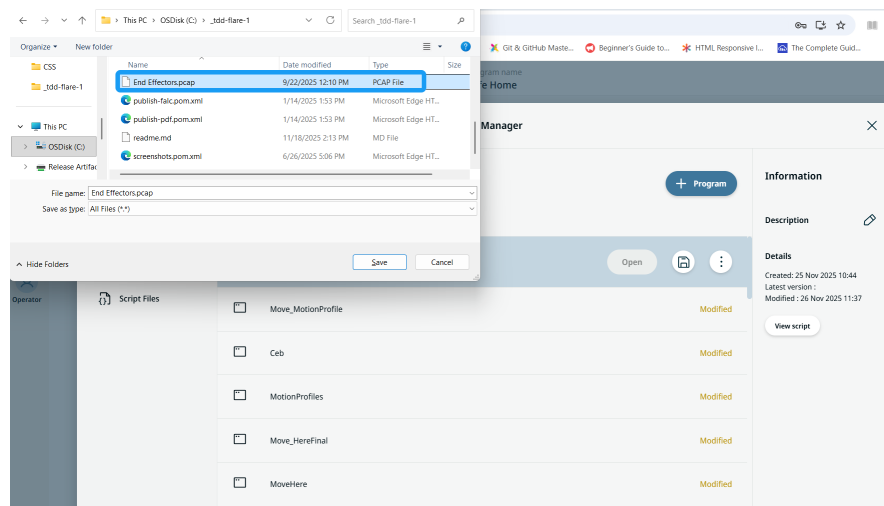 This PC > OSDisk (C:) > _tdd-flare-1
Search _tdd-flare-1
Organize
New folder
Name
Date modified
Type
Size
CSS
_tdd-flare-1
This PC
OSDisk (C:)
Release Artifac
End Effectors.pcap 9/22/2025 12:10 PM PCAP File
publish-falc.pom.xml 1/14/2025 1:53 PM Microsoft Edge HT...
publish-pdf.pom.xml 1/14/2025 1:53 PM Microsoft Edge HT...
readme.md 11/18/2025 2:13 PM MD File
screenshots.pom.xml 6/26/2025 5:06 PM Microsoft Edge HT...
File name: End Effectors.pcap
Save as type: All Files (*.*)
Hide Folders
Save
Cancel
Git & GitHub Maste...
Beginner's Guide to...
HTML Responsive I...
The Complete Guid...
gram name
fe Home
Manager
Program
Open
Operator
Script Files
Move_MotionProfile Modified
Ceb Modified
MotionProfiles Modified
Move_HereFinal Modified
MoveHere Modified
Information
Description
Details
Created: 25 Nov 2025 10:44
Latest version :
Modified : 26 Nov 2025 11:37
View script